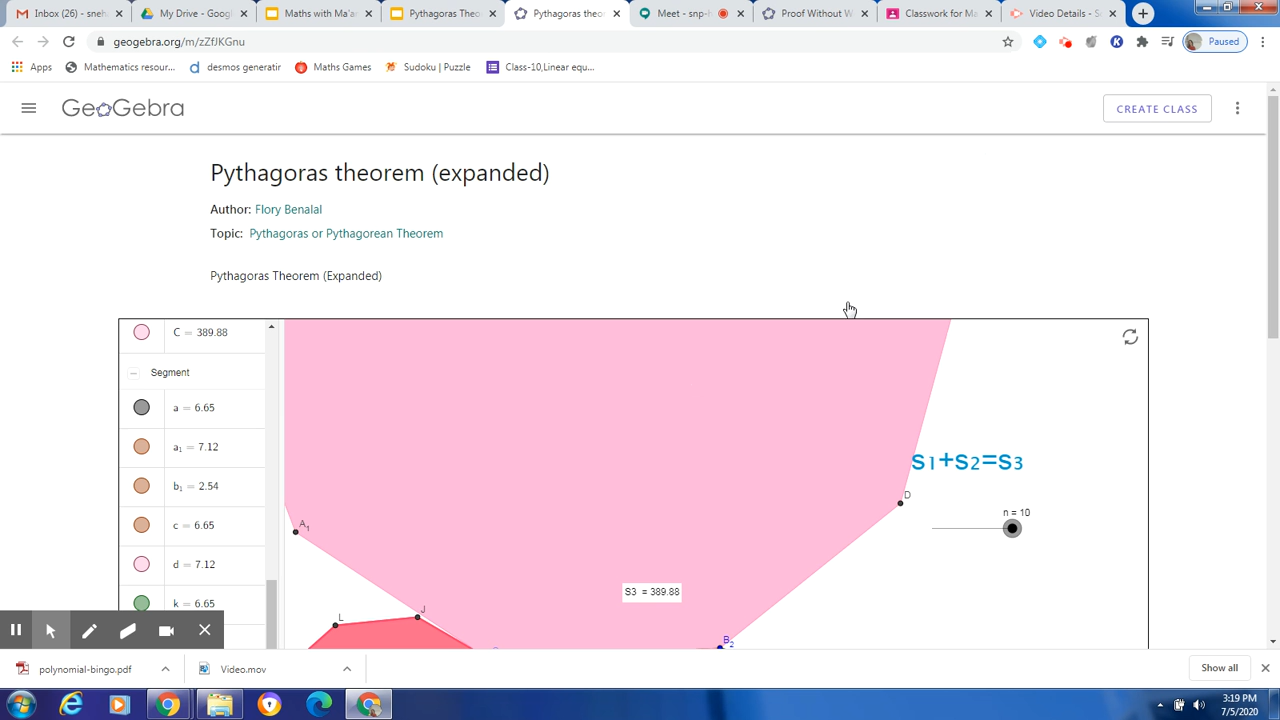 Inbox (26) - sneh
My Drive - Googl
Maths with Ma'an
Pythagoras Theo
Pythagoras theor
Meet - snp
Proof Without W
Classwork for Ma
Video Details - S
geogebra.org/m/zZfJKGnu
Paused
Apps
Mathematics resour...
desmos generatir
Maths Games
Sudoku | Puzzle
Class-10,Linear equ...
GeoGebra
CREATE CLASS
Pythagoras theorem (expanded)
Author: Flory Benalal
Topic: Pythagoras or Pythagorean Theorem
Pythagoras Theorem (Expanded)
C = 389.88
Segment
a = 6.65
a₁ = 7.12
b₁ = 2.54
c = 6.65
d = 7.12
k = 6.65
s1+s2=s3
D
n = 10
A₁
S3 = 389.88
J
L
B₂
polynomial-bingo.pdf
Video.mov
Show all
3:19 PM
7/5/2020